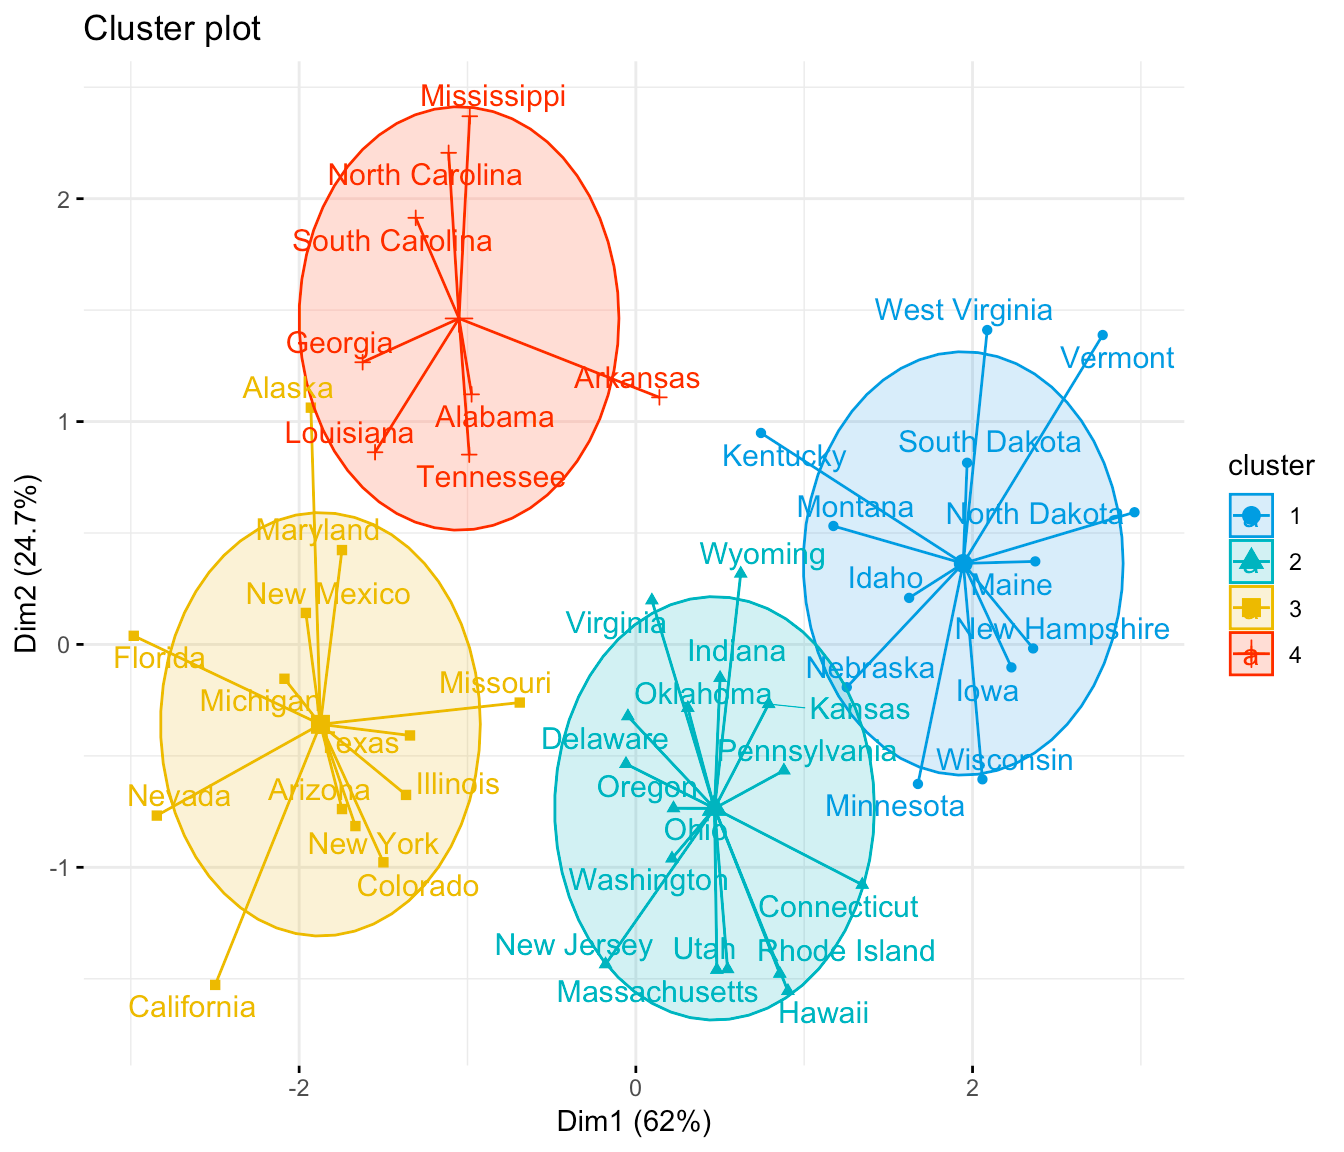 Cluster plot
Mississippi
North Carolina
South Carolina
Georgia
Alaska
Arkansas
Alabama
Louisiana
Tennessee
West Virginia
Vermont
South Dakota
Kentucky
Montana
North Dakota
Idaho
Maine
New Hampshire
Nebraska
Iowa
Wisconsin
Minnesota
Maryland
New Mexico
Florida
Michigan
Missouri
Texas
Nevada
Arizona
Illinois
New York
Colorado
California
Wyoming
Virginia
Indiana
Oklahoma
Kansas
Delaware
Pennsylvania
Oregon
Ohio
Washington
Connecticut
New Jersey
Utah
Rhode Island
Massachusetts
Hawaii
2
1
0
-1
-2
0
2
Dim1 (62%)
Dim2 (24.7%)
cluster
a 1
a 2
a 3
a 4